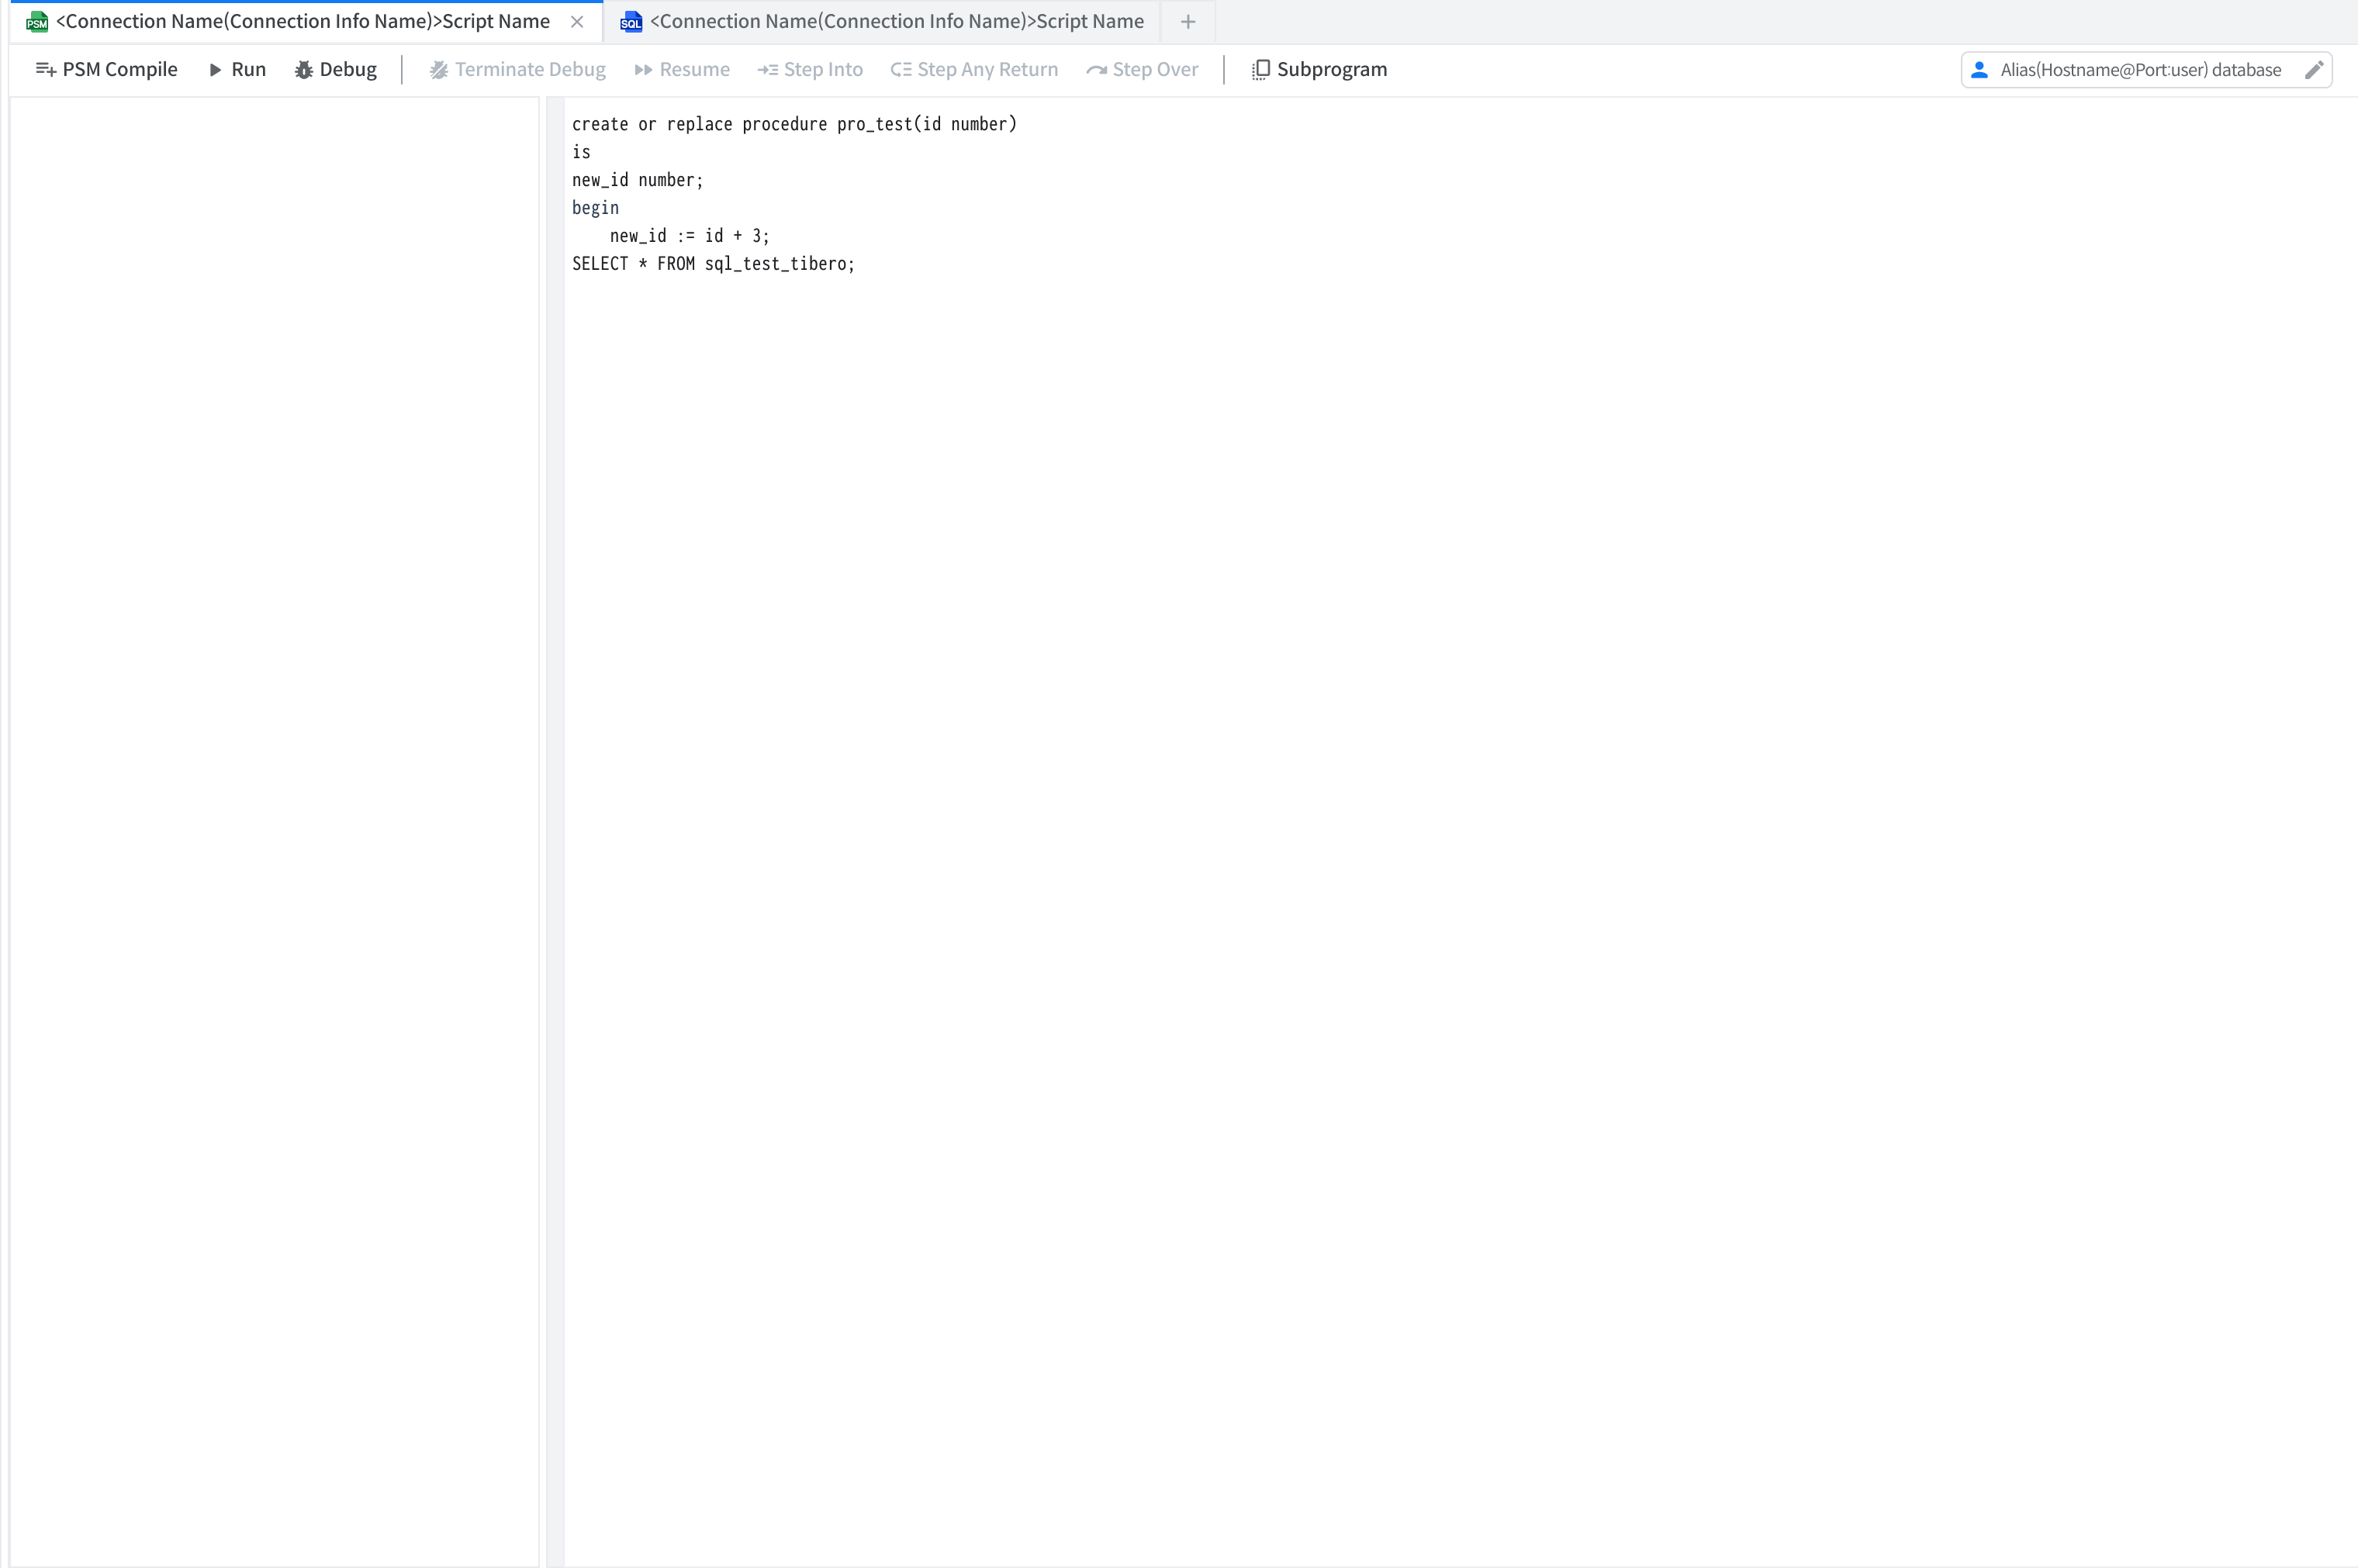 PSM <Connection Name(Connection Info Name)>Script Name SQL <Connection Name(Connection Info Name)>Script Name
PSM Compile Run Debug Terminate Debug Resume Step Into Step Any Return Step Over Subprogram Alias(Hostname@Port:user) database
create or replace procedure pro_test(id number)
is
new_id number;
begin
    new_id := id + 3;
SELECT * FROM sql_test_tibero;